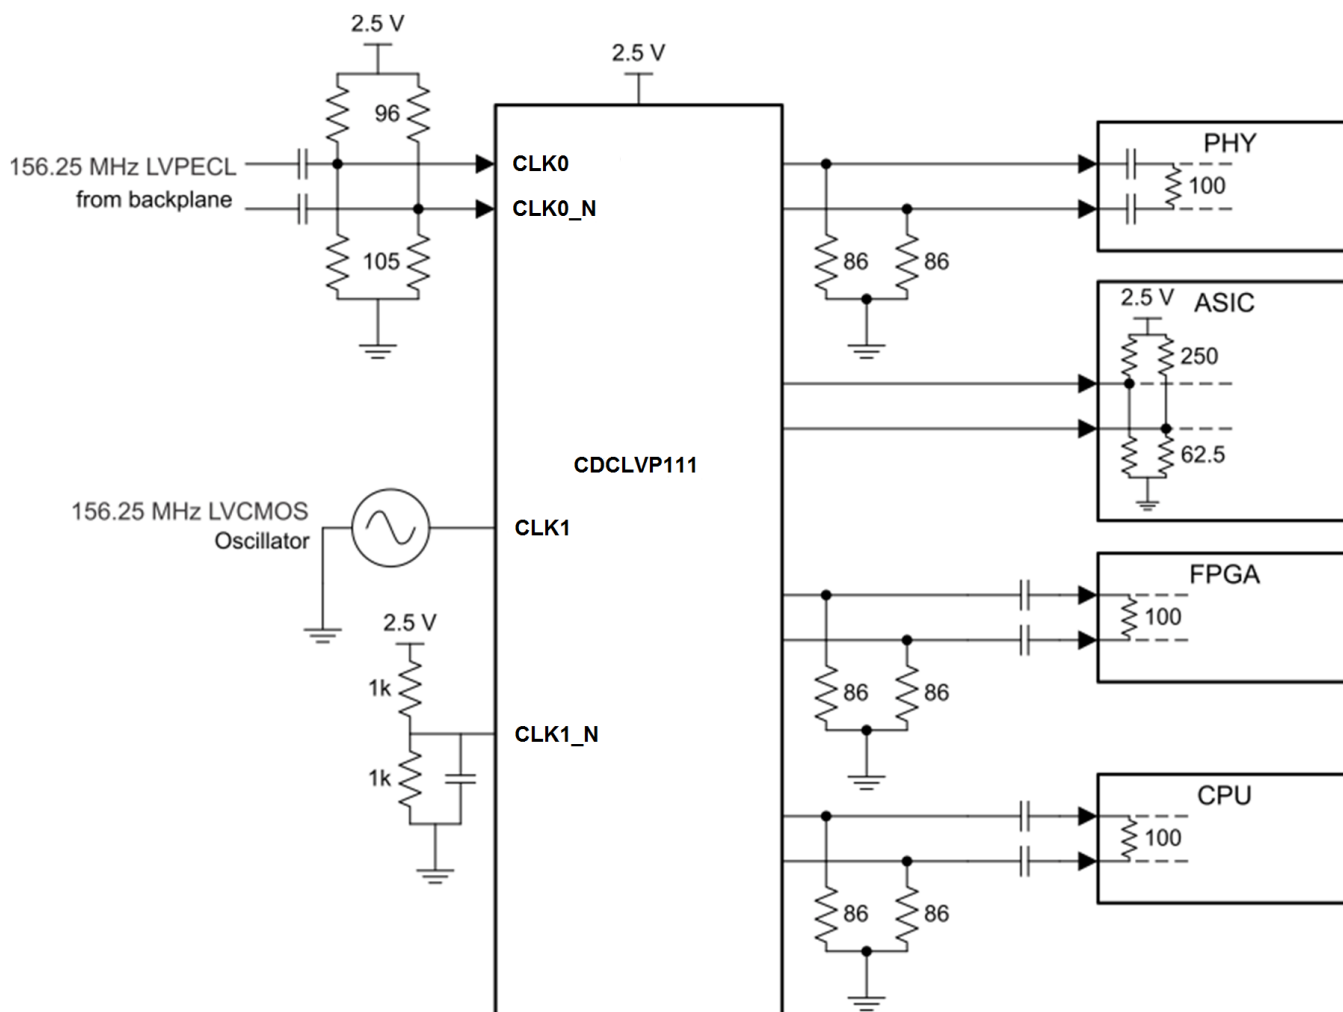 2.5 V
96
156.25 MHz LVPECL
from backplane
105
2.5 V
CLK0
CLK0_N
CDCLVP111
156.25 MHz LVCMOS
Oscillator
CLK1
2.5 V
1k
1k
CLK1_N
86
86
PHY
100
2.5 V
ASIC
250
62.5
86
86
FPGA
100
86
86
CPU
100